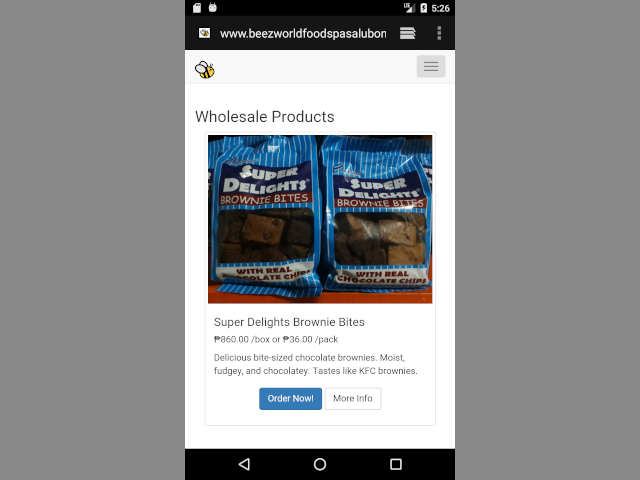 5:26
www.beezworldfoodspasalubon
Wholesale Products
SUPER
DELIGHTS
BROWNIE BITES
WITH REAL
CHOCOLATE CHIPS
SUPER
DELIGHTS
BROWNIE BITES
WITH REAL
CHOCOLATE CHIPS
Super Delights Brownie Bites
₱860.00 /box or ₱36.00 /pack
Delicious bite-sized chocolate brownies. Moist,
fudgey, and chocolatey. Tastes like KFC brownies.
Order Now! More Info